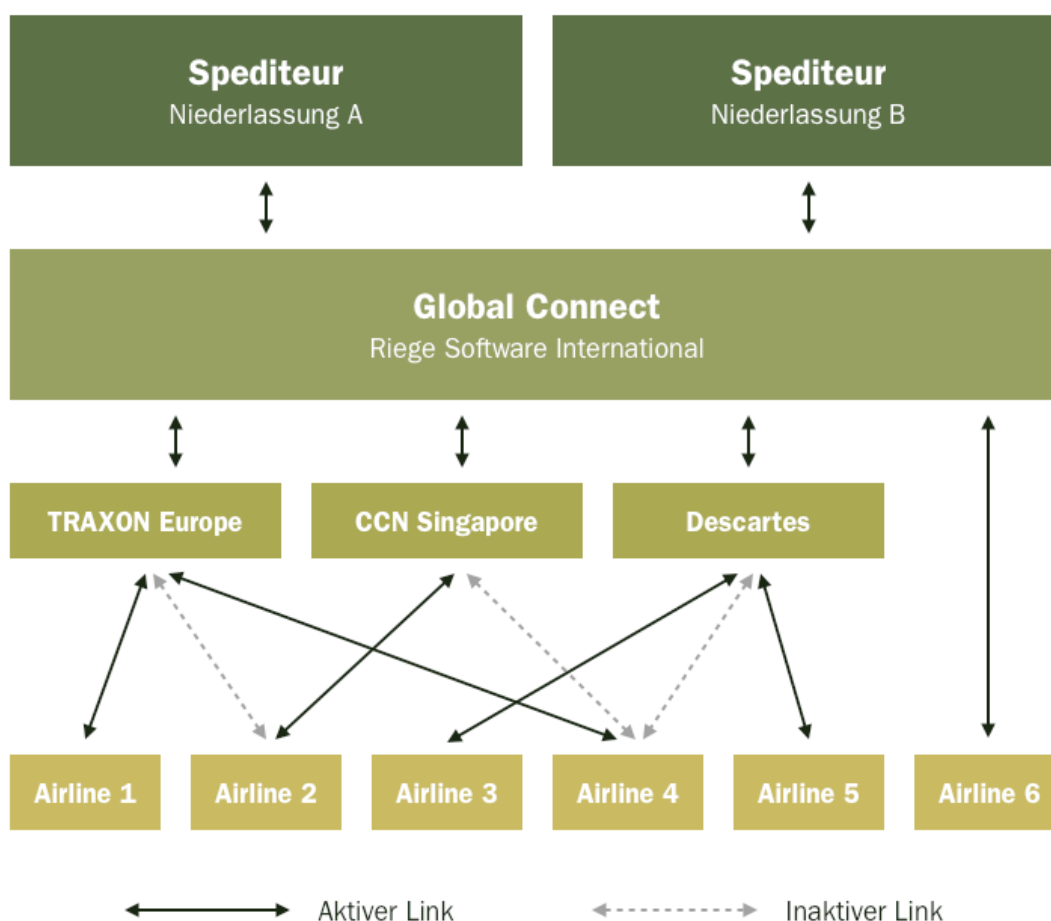 Spediteur
Niederlassung A
Spediteur
Niederlassung B
Global Connect
Riege Software International
TRAXON Europe
CCN Singapore
Descartes
Airline 1
Airline 2
Airline 3
Airline 4
Airline 5
Airline 6
Aktiver Link
Inaktiver Link